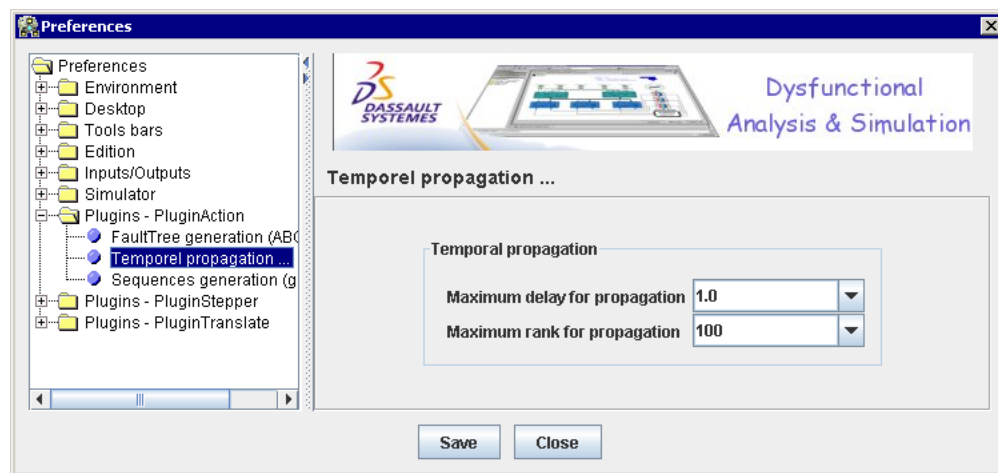 Preferences
Preferences
Environment
Desktop
Tools bars
Edition
Inputs/Outputs
Simulator
Plugins - PluginAction
FaultTree generation (ABC
Temporel propagation ...
Sequences generation (g
Plugins - PluginStepper
Plugins - PluginTranslate
DASSAULT
SYSTEMES
Dysfunctional
Analysis & Simulation
Temporel propagation ...
Temporal propagation
Maximum delay for propagation 1.0
Maximum rank for propagation 100
Save Close